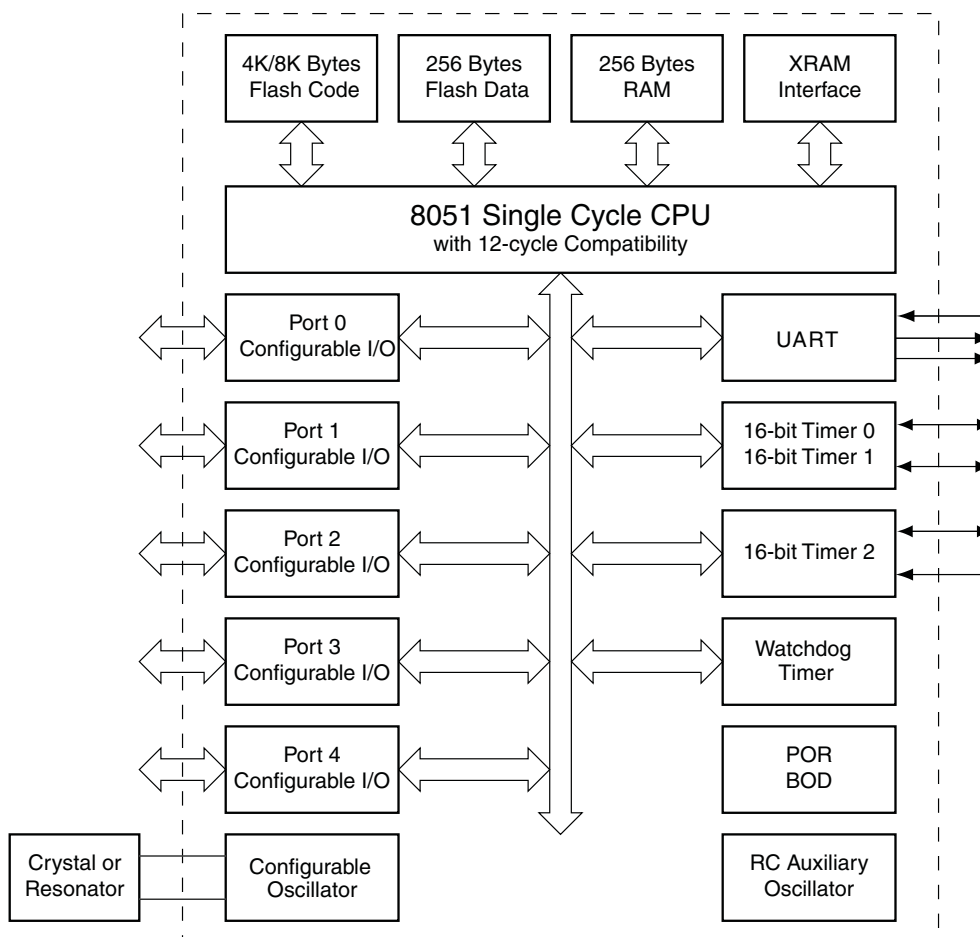 4K/8K Bytes
Flash Code
256 Bytes
Flash Data
256 Bytes
RAM
XRAM
Interface
8051 Single Cycle CPU
with 12-cycle Compatibility
Port 0
Configurable I/O
UART
Port 1
Configurable I/O
16-bit Timer 0
16-bit Timer 1
Port 2
Configurable I/O
16-bit Timer 2
Port 3
Configurable I/O
Watchdog
Timer
Port 4
Configurable I/O
POR
BOD
Crystal or
Resonator
Configurable
Oscillator
RC Auxiliary
Oscillator